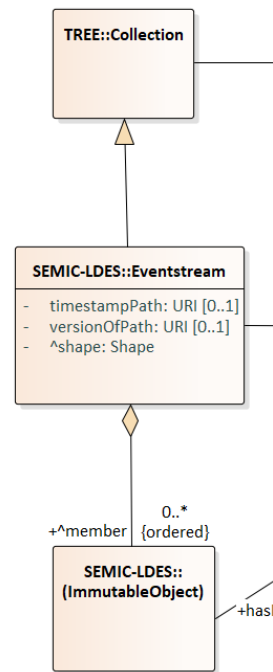 TREE::Collection
SEMIC-LDES::Eventstream
- timestampPath: URI [0..1]
- versionOfPath: URI [0..1]
- ^shape: Shape
0..*
+^member {ordered}
SEMIC-LDES::
(ImmutableObject)